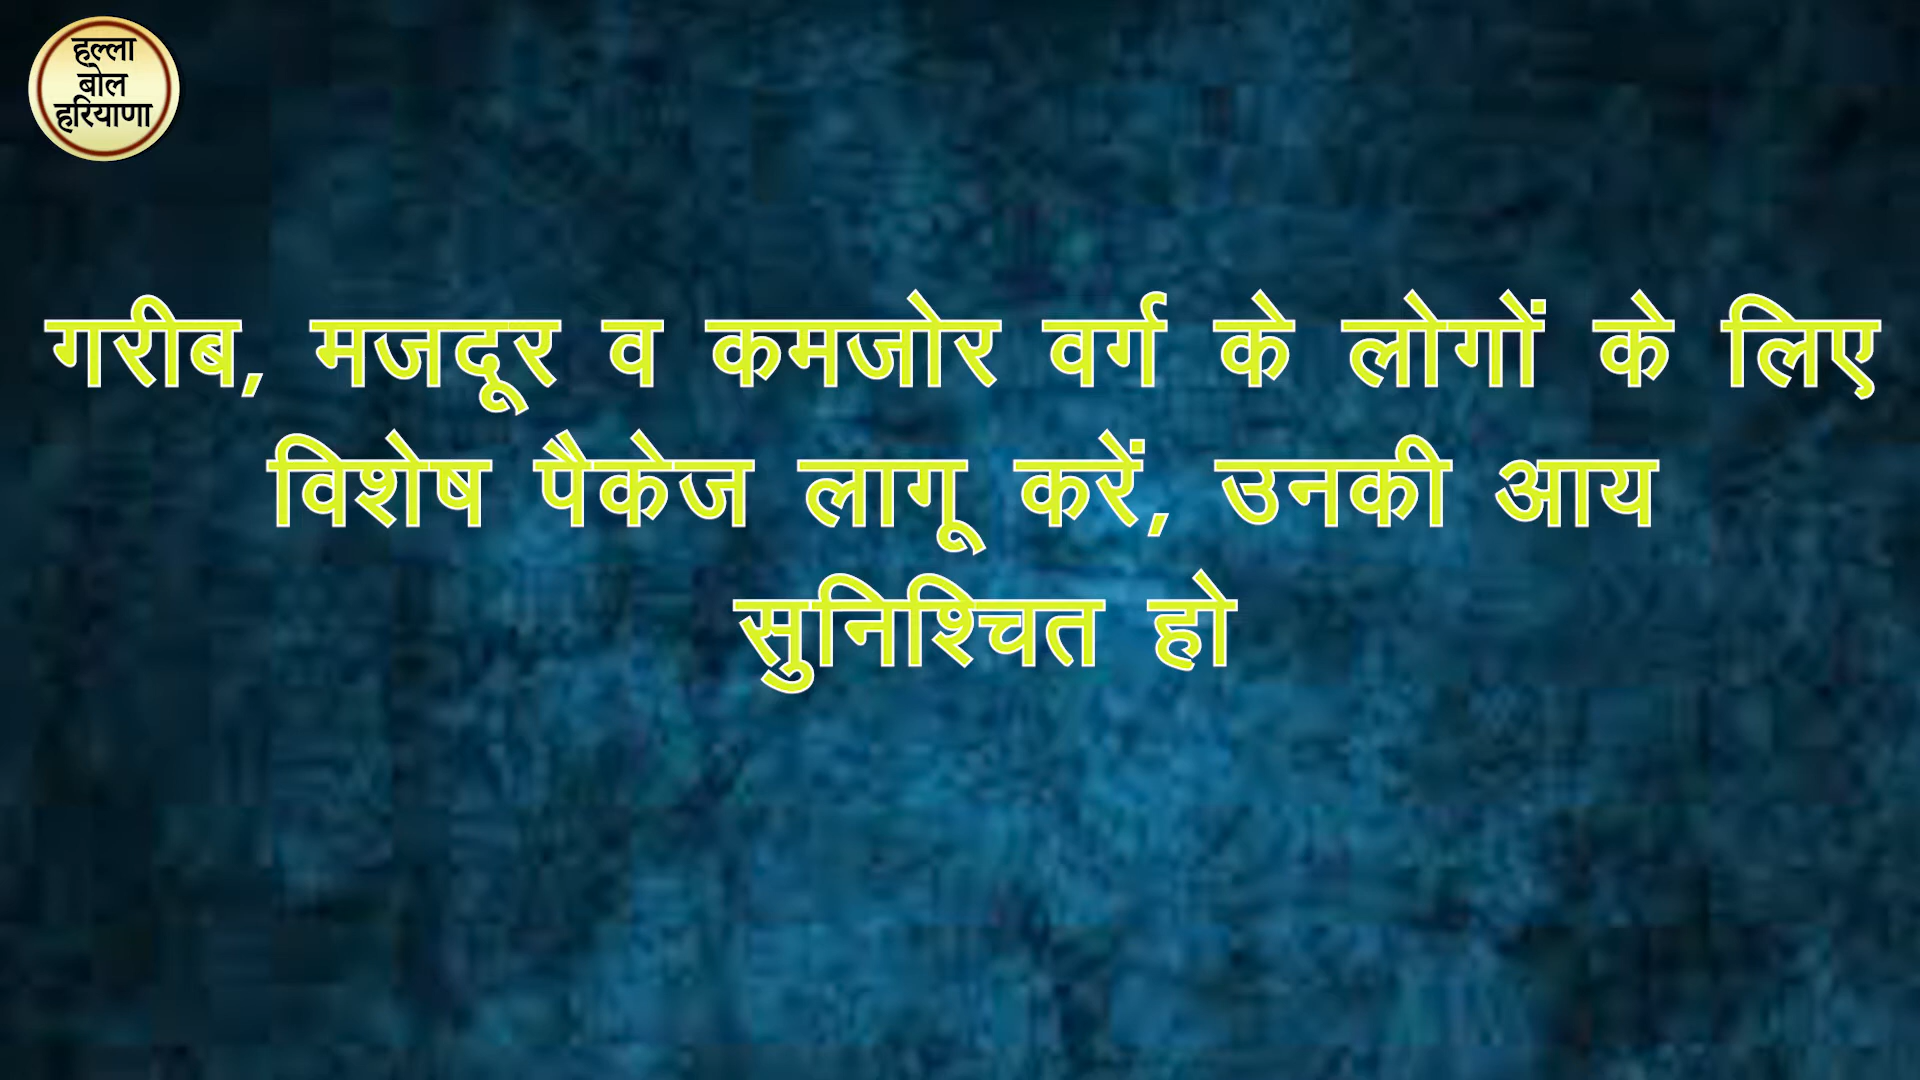 हल्ला
बोल
हरियाणा
गरीब, मजदूर व कमजोर वर्ग के लोगों के लिए
विशेष पैकेज लागू करें, उनकी आय
सुनिश्चित हो